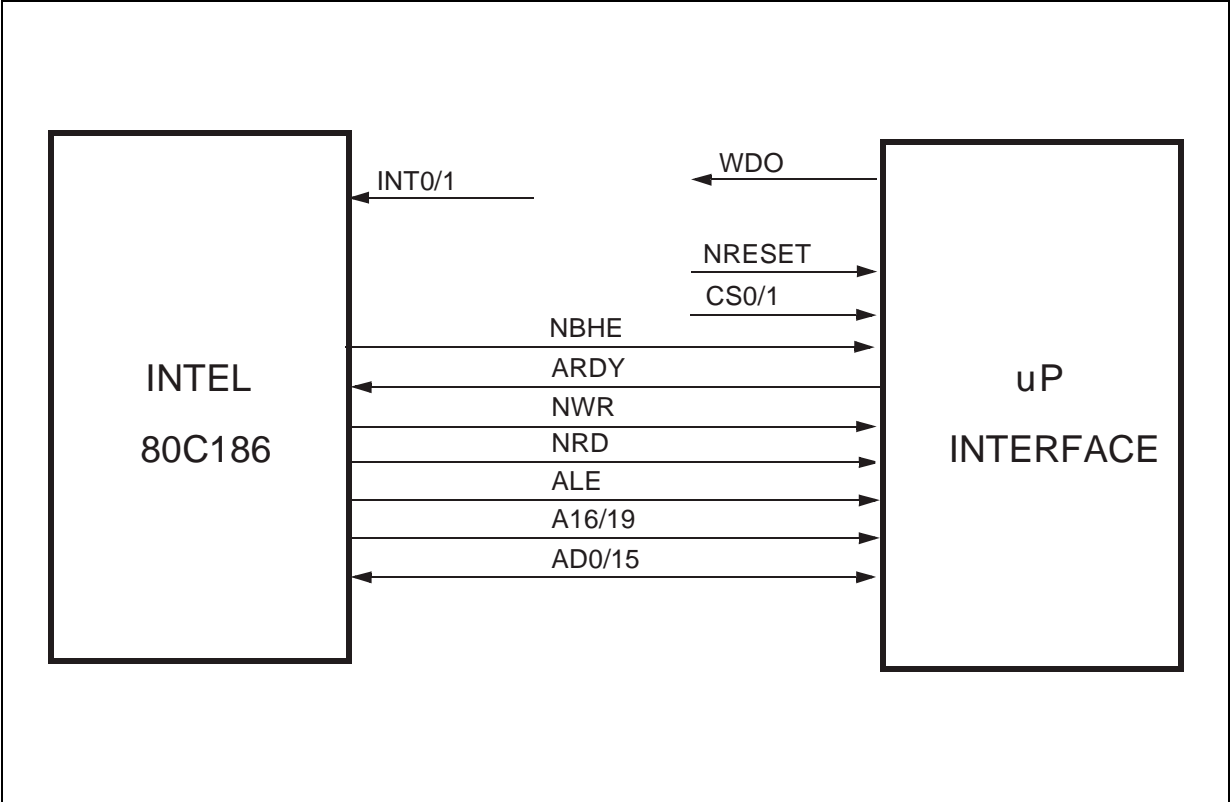 WDO
INT0/1
NRESET
CS0/1
NBHE
ARDY
NWR
NRD
ALE
A16/19
AD0/15
INTEL
80C186
uP
INTERFACE